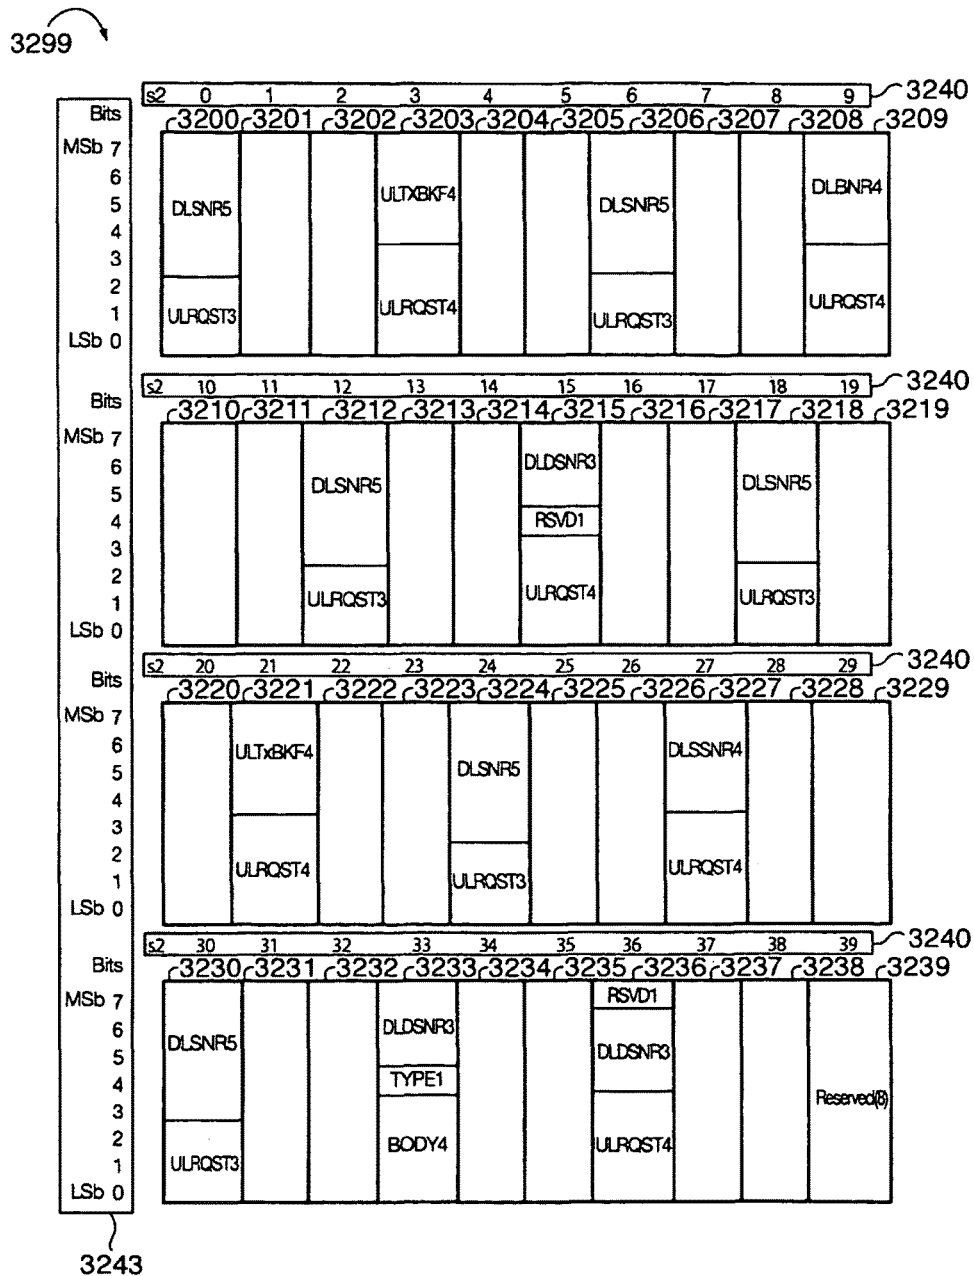 3299
s2 0 1 2 3 4 5 6 7 8 9 3240
Bits 3200 3201 3202 3203 3204 3205 3206 3207 3208 3209
MSb 7
6
5
4
3
2
1
LSb 0
DLSNR5 ULTXBKF4 DLSNR5 DLBNR4
ULRQST3 ULRQST4 ULRQST3 ULRQST4
s2 10 11 12 13 14 15 16 17 18 19 3240
Bits 3210 3211 3212 3213 3214 3215 3216 3217 3218 3219
MSb 7
6
5
4
3
2
1
LSb 0
DLSNR5 DLDSNR3 DLSNR5
RSVD1
ULRQST3 ULRQST4 ULRQST3
s2 20 21 22 23 24 25 26 27 28 29 3240
Bits 3220 3221 3222 3223 3224 3225 3226 3227 3228 3229
MSb 7
6
5
4
3
2
1
LSb 0
ULTxBKF4 DLSNR5 DLSSNR4
ULRQST4 ULRQST3 ULRQST4
s2 30 31 32 33 34 35 36 37 38 39 3240
Bits 3230 3231 3232 3233 3234 3235 3236 3237 3238 3239
MSb 7
6
5
4
3
2
1
LSb 0
RSVD1
DLSNR5 DLDSNR3 DLDSNR3
TYPE1 Reserved(8)
ULRQST3 BODY4 ULRQST4
3243